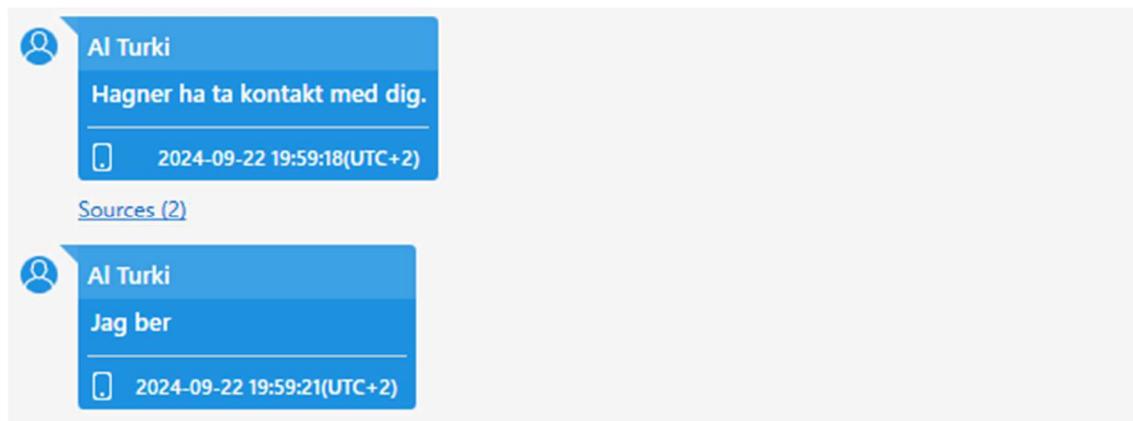 Al Turki
Hagner ha ta kontakt med dig.
2024-09-22 19:59:18(UTC+2)
Sources (2)
Al Turki
Jag ber
2024-09-22 19:59:21(UTC+2)